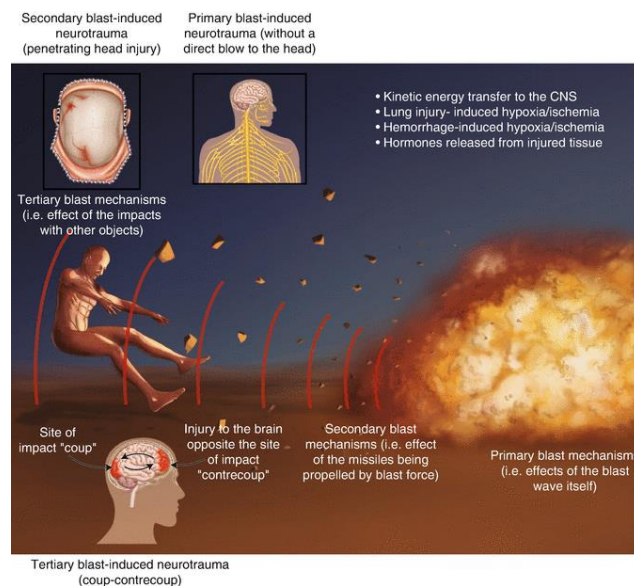 Secondary blast-induced
neurotrauma
(penetrating head injury)
Primary blast-induced
neurotrauma (without a
direct blow to the head)
• Kinetic energy transfer to the CNS
• Lung injury- induced hypoxia/ischemia
• Hemorrhage-induced hypoxia/ischemia
• Hormones released from injured tissue
Tertiary blast mechanisms
(i.e. effect of the impacts
with other objects)
Site of
impact "coup"
Injury to the brain
opposite the site
of impact
"contrecoup"
Secondary blast
mechanisms (i.e. effect
of the missiles being
propelled by blast force)
Primary blast mechanism
(i.e. effects of the blast
wave itself)
Tertiary blast-induced neurotrauma
(coup-contrecoup)